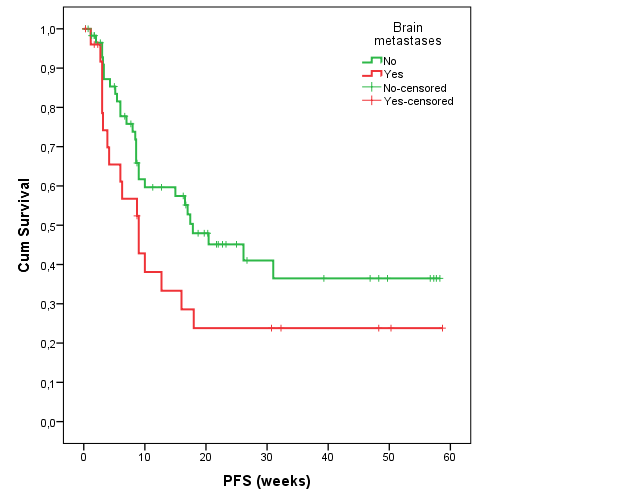 Brain
metastases
No
Yes
No-censored
Yes-censored
Cum Survival
1,0
0,9
0,8
0,7
0,6
0,5
0,4
0,3
0,2
0,1
0,0
0 10 20 30 40 50 60
PFS (weeks)